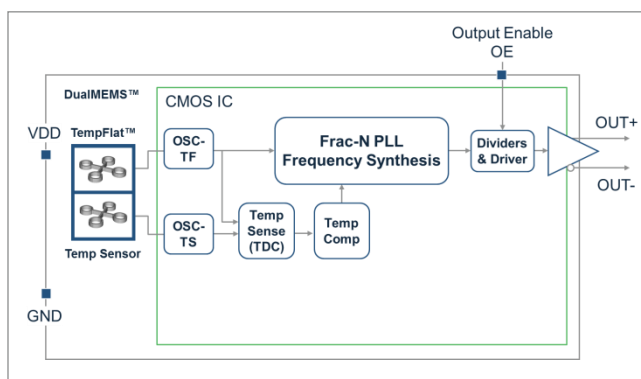 Output Enable
OE
DualMEMS™
CMOS IC
VDD
TempFlat™
OSC-
TF
Frac-N PLL
Frequency Synthesis
Dividers
& Driver
OUT+
OUT-
OSC-
TS
Temp
Sense
(TDC)
Temp
Comp
Temp Sensor
GND